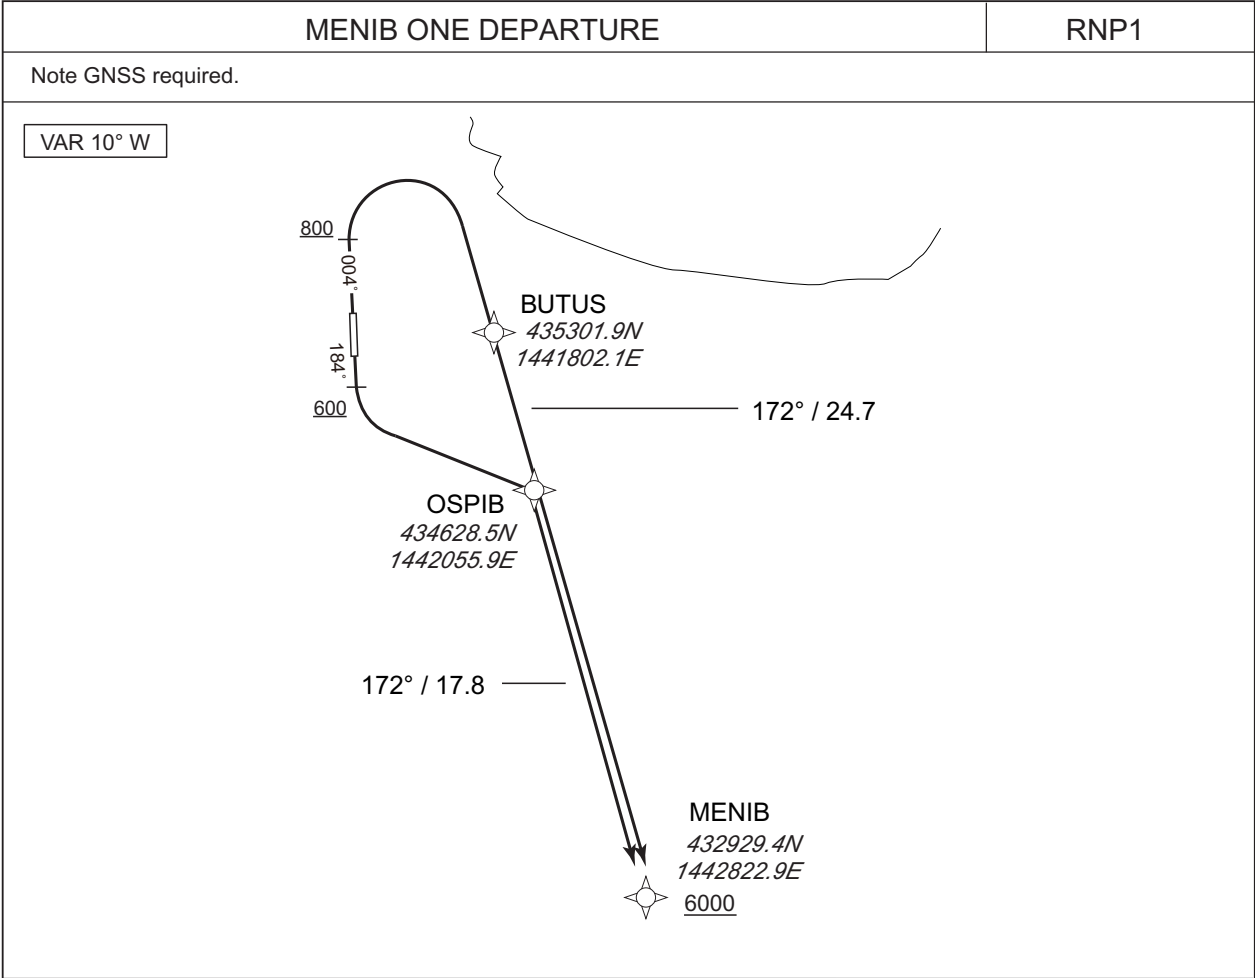 MENIB ONE DEPARTURE
RNP1
Note GNSS required.
VAR 10° W
800
004°
BUTUS
435301.9N
1441802.1E
184°
600
172° / 24.7
OSPIB
434628.5N
1442055.9E
172° / 17.8
MENIB
432929.4N
1442822.9E
6000